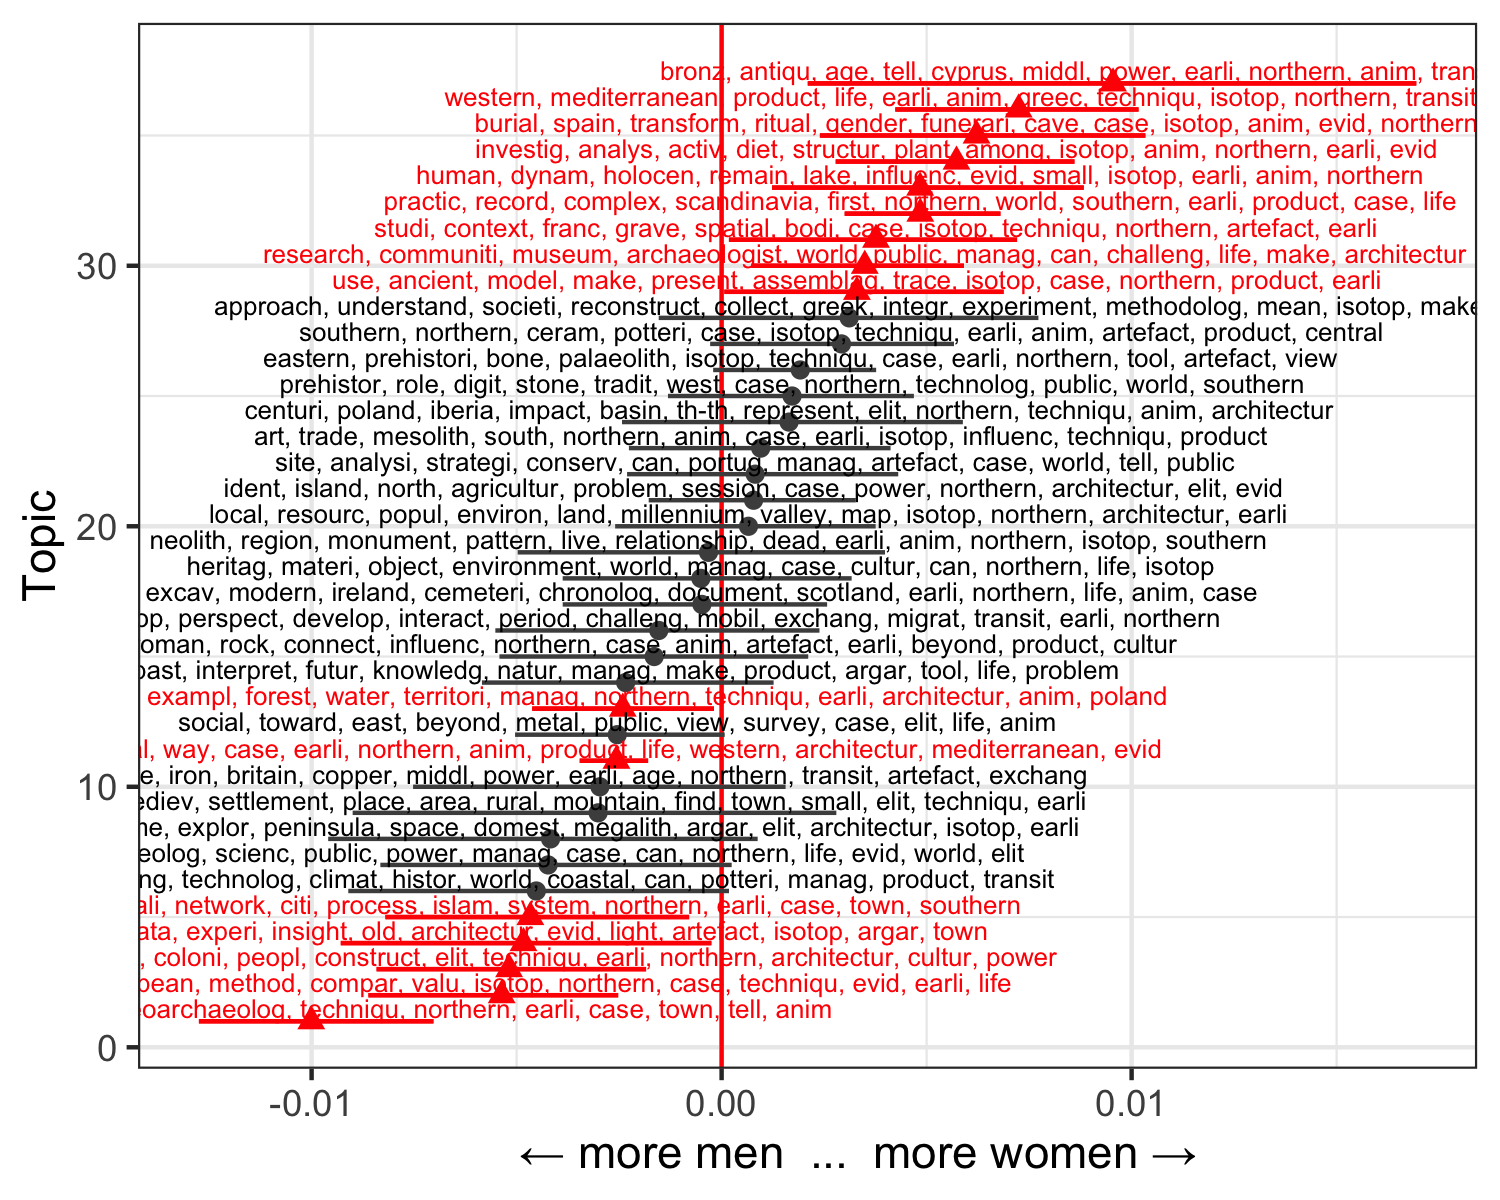 bronz, antiqu, age, tell, cyprus, middl, power, earli, northern, anim, tran
western, mediterranean, product, life, earli, anim, greec, techniqu, isotop, northern, transit
burial, spain, transform, ritual, gender, funerari, cave, case, isotop, anim, evid, northern
investig, analys, activ, diet, structur, plant, among, isotop, anim, northern, earli, evid
human, dynam, holocen, remain, lake, influenc, evid, small, isotop, earli, anim, northern
practic, record, complex, scandinavia, first, northern, world, southern, earli, product, case, life
studi, context, franc, grave, spatial, bodi, case, isotop, techniqu, northern, artefact, earli
research, communiti, museum, archaeologist, world, public, manag, can, challeng, life, make, architectur
30
use, ancient, model, make, present, assemblag, trace, isotop, case, northern, product, earli
approach, understand, societi, reconstruct, collect, greek, integr, experiment, methodolog, mean, isotop, make
southern, northern, ceram, potteri, case, isotop, techniqu, earli, anim, artefact, product, central
eastern, prehistori, bone, palaeolith, isotop, techniqu, case, earli, northern, tool, artefact, view
prehistor, role, digit, stone, tradit, west, case, northern, technolog, public, world, southern
centuri, poland, iberia, impact, basin, th-th, represent, elit, northern, techniqu, anim, architectur
art, trade, mesolith, south, northern, anim, case, earli, isotop, influenc, techniqu, product
site, analysi, strategi, conserv, can, portug, manag, artefact, case, world, tell, public
ident, island, north, agricultur, problem, session, case, power, northern, architectur, elit, evid
local, resourc, popul, environ, land, millennium, valley, map, isotop, northern, architectur, earli
20
neolith, region, monument, pattern, live, relationship, dead, earli, anim, northern, isotop, southern
heritag, materi, object, environment, world, manag, case, cultur, can, northern, life, isotop
excav, modern, ireland, cemeteri, chronolog, document, scotland, earli, northern, life, anim, case
op, perspect, develop, interact, period, challeng, mobil, exchang, migrat, transit, earli, northern
oman, rock, connect, influenc, northern, case, anim, artefact, earli, beyond, product, cultur
past, interpret, futur, knowledg, natur, manag, make, product, argar, tool, life, problem
exampl, forest, water, territori, manag, northern, techniqu, earli, architectur, anim, poland
social, toward, east, beyond, metal, public, view, survey, case, elit, life, anim
l, way, case, earli, northern, anim, product, life, western, architectur, mediterranean, evid
e, iron, britain, copper, middl, power, earli, age, northern, transit, artefact, exchang
10
ediev, settlement, place, area, rural, mountain, find, town, small, elit, techniqu, earli
ne, explor, peninsula, space, domest, megalith, argar, elit, architectur, isotop, earli
eolog, scienc, public, power, manag, case, can, northern, life, evid, world, elit
ng, technolog, climat, histor, world, coastal, can, potteri, manag, product, transit
ali, network, citi, process, islam, system, northern, earli, case, town, southern
ata, experi, insight, old, architectur, evid, light, artefact, isotop, argar, town
, coloni, peopl, construct, elit, techniqu, earli, northern, architectur, cultur, power
pean, method, compar, valu, isotop, northern, case, techniqu, evid, earli, life
oarchaeolog, techniqu, northern, earli, case, town, tell, anim
0
Topic
-0.01 0.00 0.01
← more men ... more women →